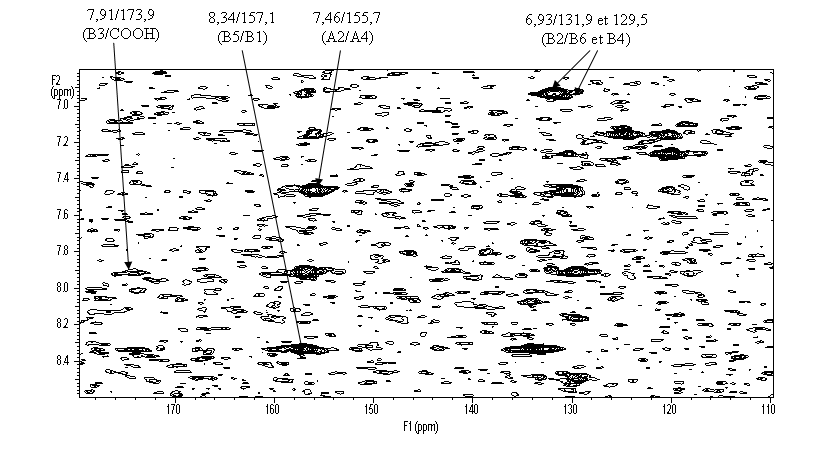 7,91/173,9
(B3/COOH)
8,34/157,1
(B5/B1)
7,46/155,7
(A2/A4)
6,93/131,9 et 129,5
(B2/B6 et B4)
F2
(ppm)
7.0
7.2
7.4
7.6
7.8
8.0
8.2
8.4
170
160
150
140
130
120
110
F1 (ppm)